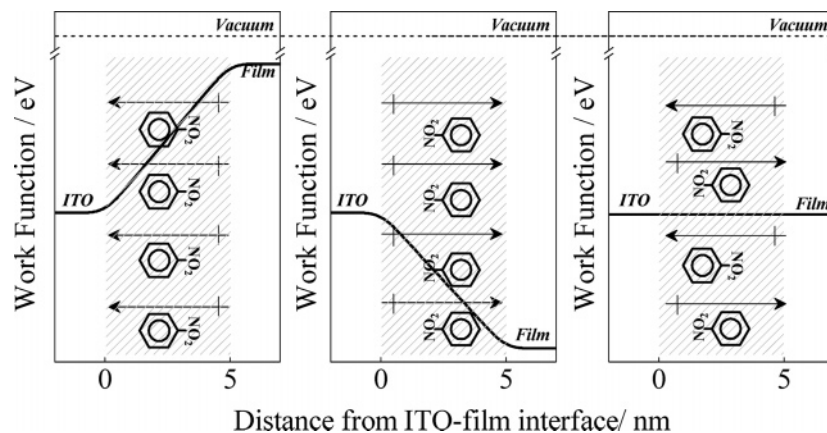 Vacuum
Vacuum
Vacuum
Work Function / eV
Film
ITO
NO2
NO2
NO2
NO2
Work Function / eV
ITO
NO2
NO2
NO2
NO2
Film
Work Function / eV
ITO
Film
NO2
NO2
NO2
NO2
0
5
0
5
0
5
Distance from ITO-film interface/ nm